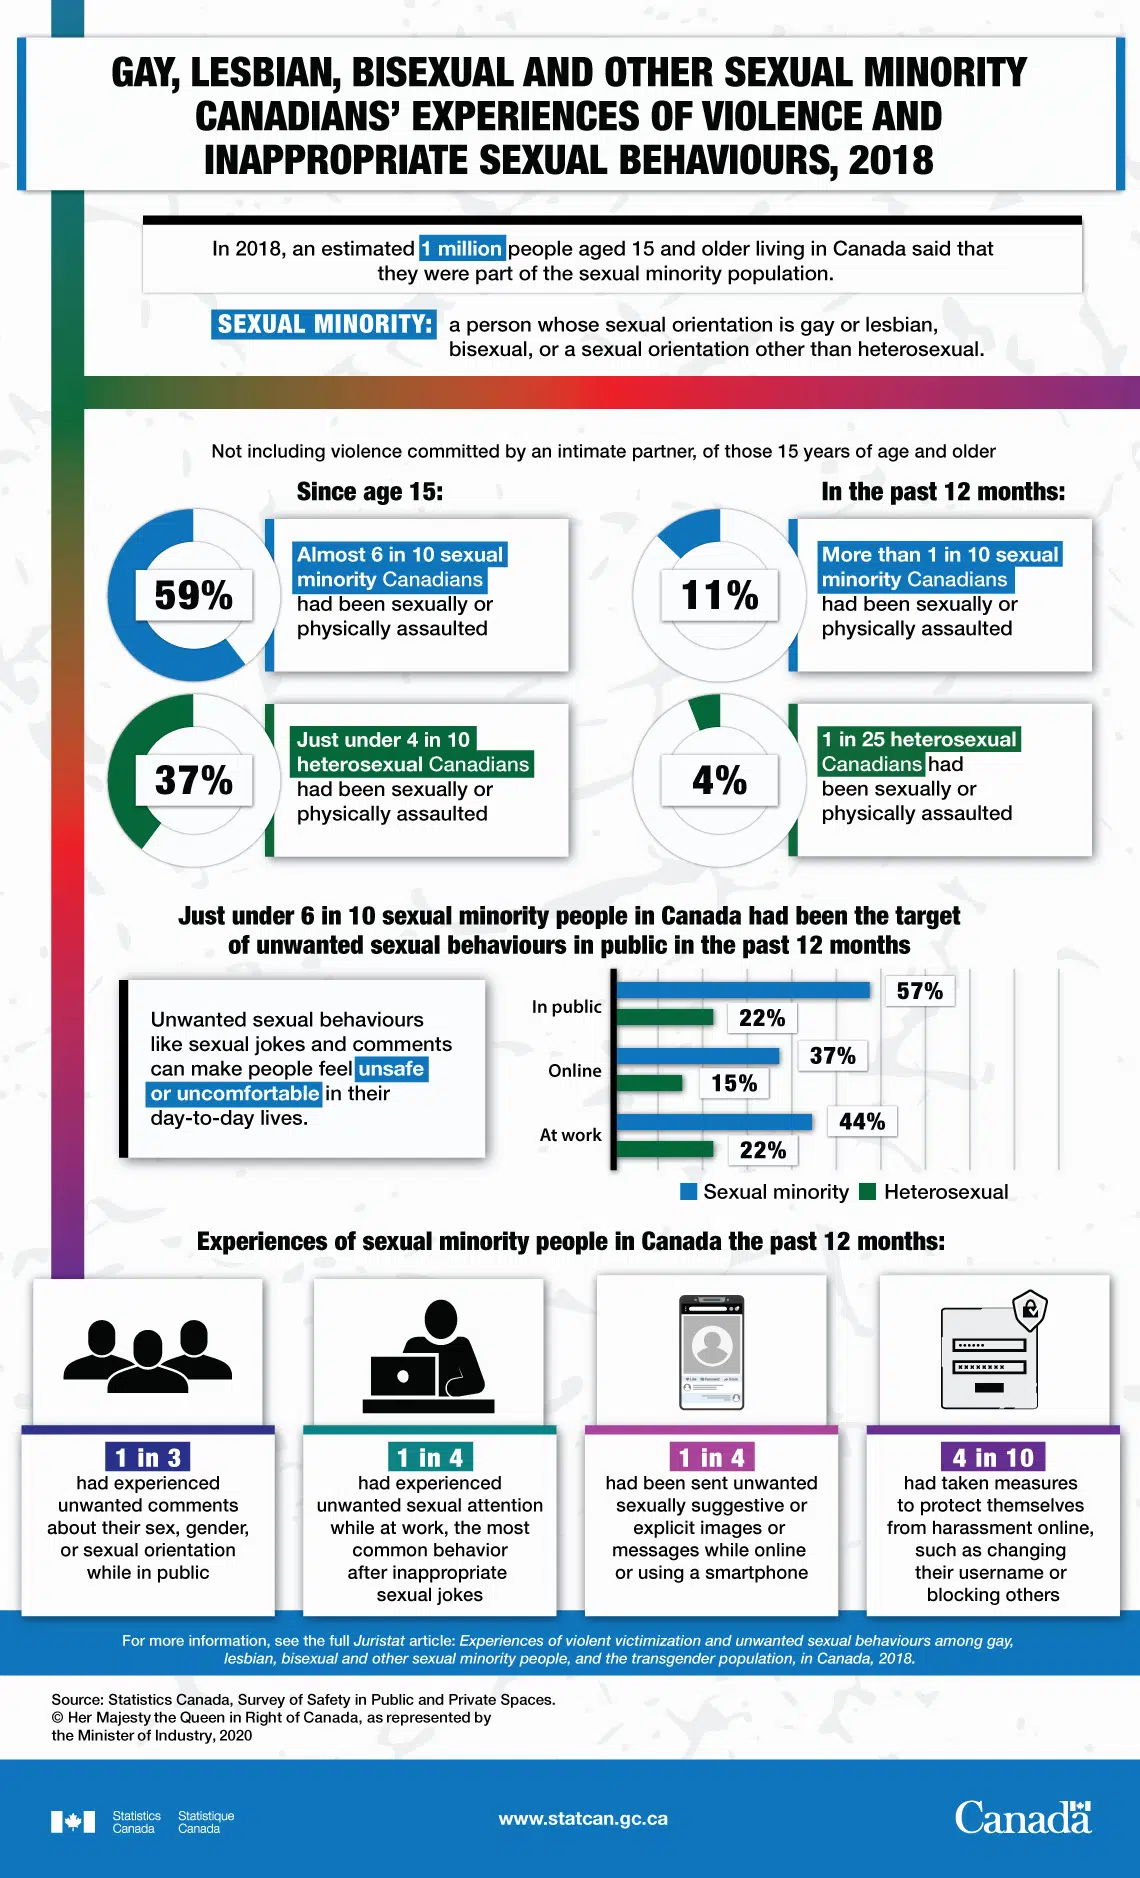 GAY, LESBIAN, BISEXUAL AND OTHER SEXUAL MINORITY
CANADIANS’ EXPERIENCES OF VIOLENCE AND
INAPPROPRIATE SEXUAL BEHAVIOURS, 2018
In 2018, an estimated 1 million people aged 15 and older living in Canada said that
they were part of the sexual minority population.
SEXUAL MINORITY: a person whose sexual orientation is gay or lesbian,
bisexual, or a sexual orientation other than heterosexual.
Not including violence committed by an intimate partner, of those 15 years of age and older
Since age 15:
59%
Almost 6 in 10 sexual
minority Canadians
had been sexually or
physically assaulted
37%
Just under 4 in 10
heterosexual Canadians
had been sexually or
physically assaulted
In the past 12 months:
11%
More than 1 in 10 sexual
minority Canadians
had been sexually or
physically assaulted
4%
1 in 25 heterosexual
Canadians had
been sexually or
physically assaulted
Just under 6 in 10 sexual minority people in Canada had been the target
of unwanted sexual behaviours in public in the past 12 months
Unwanted sexual behaviours
like sexual jokes and comments
can make people feel unsafe
or uncomfortable in their
day-to-day lives.
In public
57%
22%
Online
37%
15%
At work
44%
22%
Sexual minority Heterosexual
Experiences of sexual minority people in Canada the past 12 months:
1 in 3
had experienced
unwanted comments
about their sex, gender,
or sexual orientation
while in public
1 in 4
had experienced
unwanted sexual attention
while at work, the most
common behavior
after inappropriate
sexual jokes
1 in 4
had been sent unwanted
sexually suggestive or
explicit images or
messages while online
or using a smartphone
4 in 10
had taken measures
to protect themselves
from harassment online,
such as changing
their username or
blocking others
For more information, see the full Juristat article: Experiences of violent victimization and unwanted sexual behaviours among gay,
lesbian, bisexual and other sexual minority people, and the transgender population, in Canada, 2018.
Source: Statistics Canada, Survey of Safety in Public and Private Spaces.
© Her Majesty the Queen in Right of Canada, as represented by
the Minister of Industry, 2020
Statistics Canada
Statistique Canada
www.statcan.gc.ca
Canada